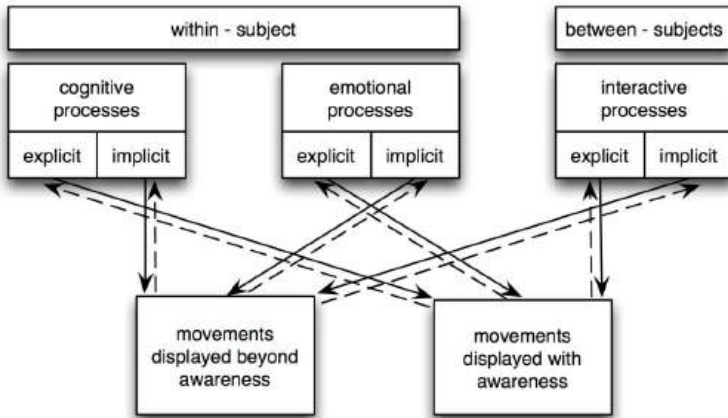 within - subject
between - subjects
cognitive
processes
explicit
implicit
emotional
processes
explicit
implicit
interactive
processes
explicit
implicit
movements
displayed beyond
awareness
movements
displayed with
awareness